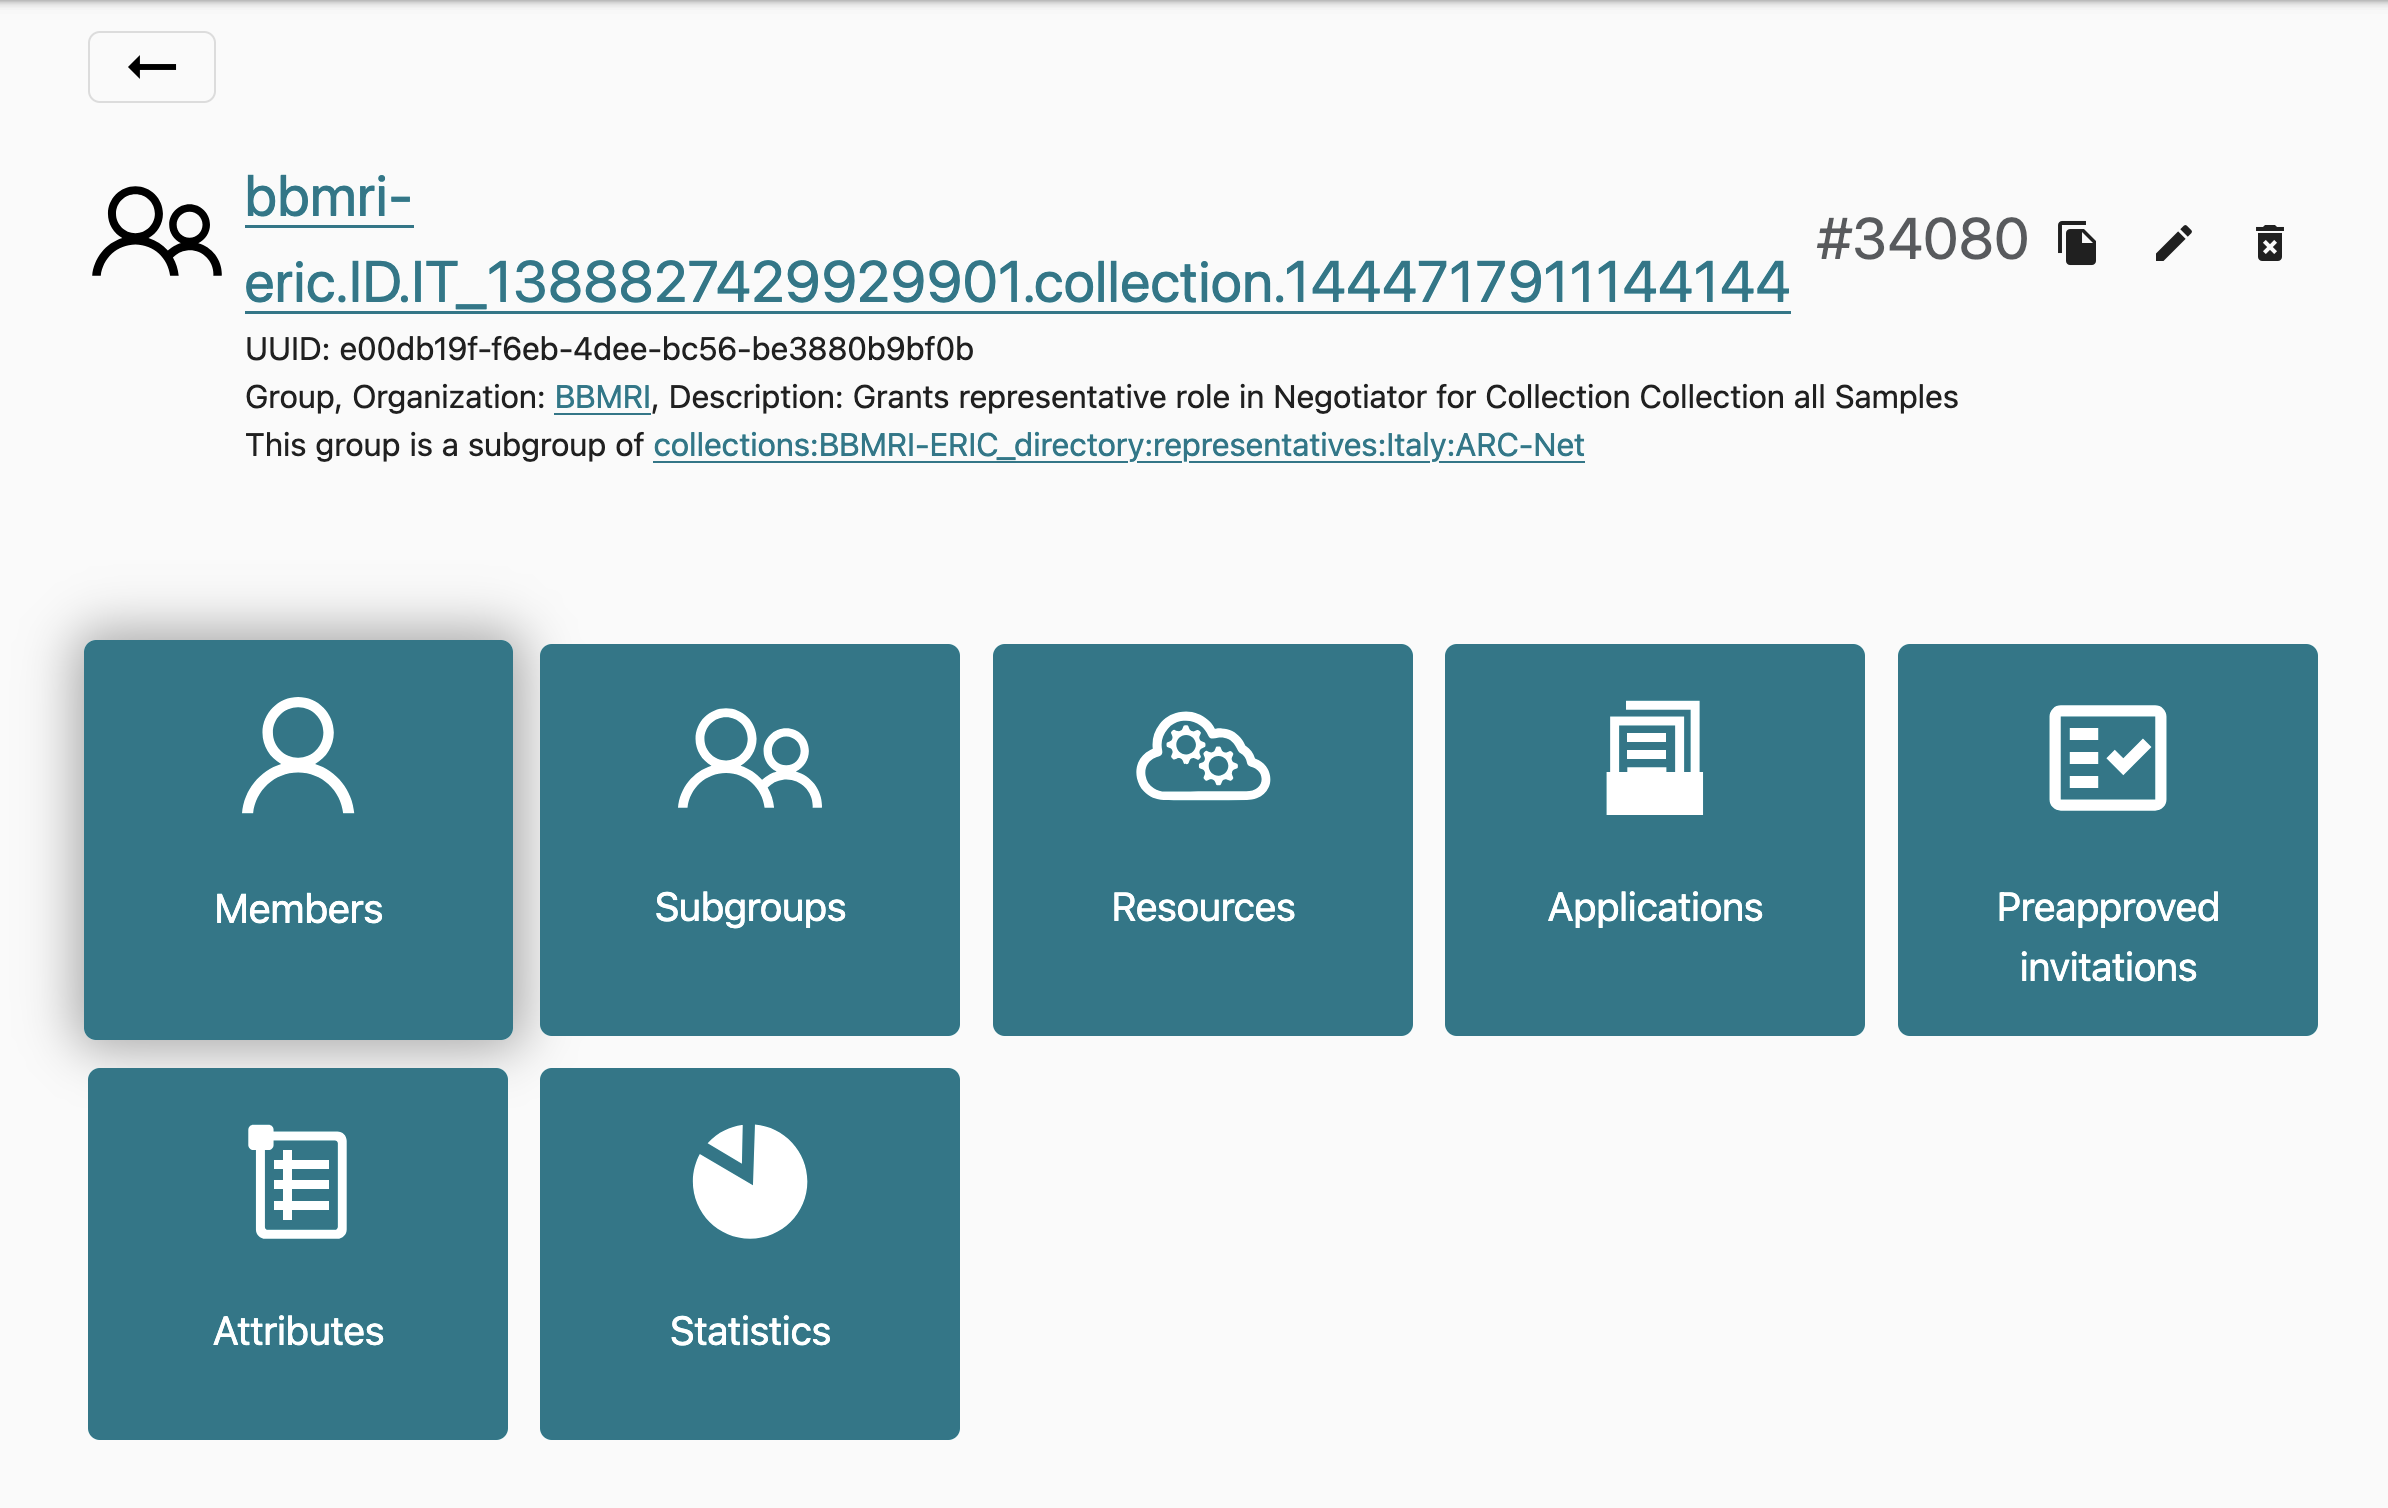 bbmri-
eric.ID.IT_1388827429929901.collection.1444717911144144
#34080
UUID: e00db19f-f6eb-4dee-bc56-be3880b9bf0b
Group, Organization: BBMRI, Description: Grants representative role in Negotiator for Collection Collection all Samples
This group is a subgroup of collections:BBMRI-ERIC_directory:representatives:Italy:ARC-Net
Members
Subgroups
Resources
Applications
Preapproved
invitations
Attributes
Statistics